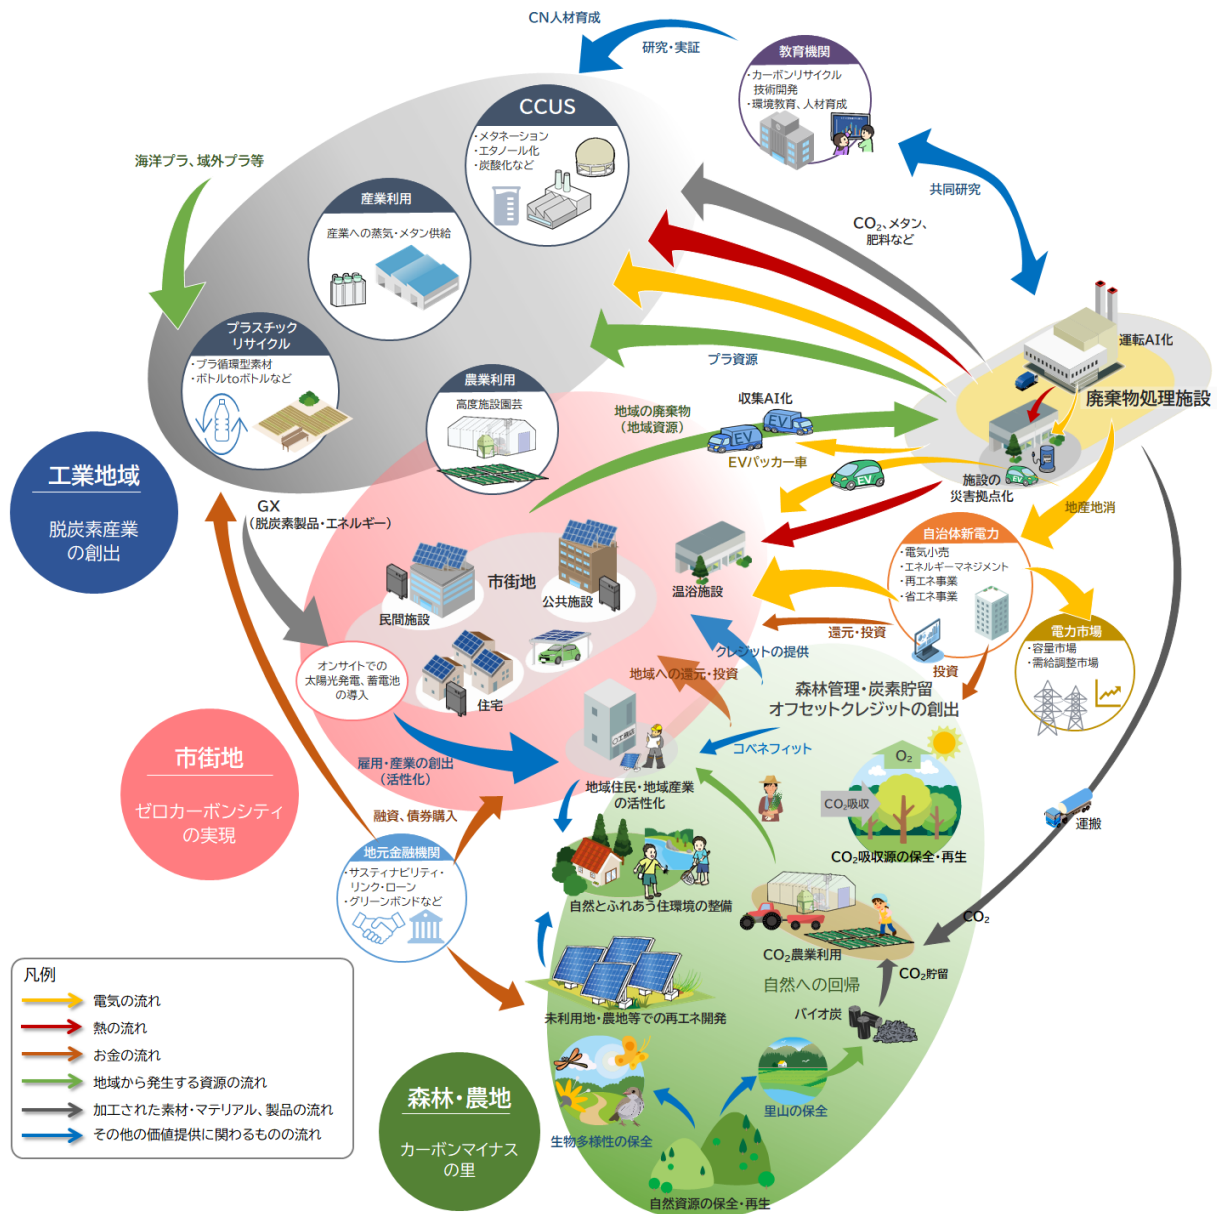 CN人材育成
研究・実証
教育機関
・カーボンリサイクル
技術開発
・環境教育、人材育成
CCUS
・メタネーション
・エタノール化
・炭酸化など
海洋プラ、域外プラ等
産業利用
産業への蒸気・メタン供給
共同研究
CO₂、メタン、
肥料など
プラスチック
リサイクル
・プラ循環型素材
・ボトルtoボトルなど
運転AI化
廃棄物処理施設
プラ資源
農業利用
高度施設園芸
収集AI化
地域の廃棄物
（地域資源）
EV
EV
EVパッカー車
EV
EV
施設の
災害拠点化
地産地消
工業地域
脱炭素産業
の創出
GX
（脱炭素製品・エネルギー）
自治体新電力
・電気小売
・エネルギーマネジメント
・再エネ事業
・省エネ事業
市街地
民間施設
公共施設
温浴施設
還元・投資
投資
電力市場
・容量市場
・需給調整市場
オンサイトでの
太陽光発電、蓄電池
の導入
住宅
クレジットの提供
地域への還元・投資
森林管理・炭素貯留
オフセットクレジットの創出
コベネフィット
市街地
ゼロカーボンシティ
の実現
雇用・産業の創出
（活性化）
地域住民・地域産業
の活性化
O₂
CO₂吸収
CO₂吸収源の保全・再生
運搬
融資、債券購入
地元金融機関
・サスティナビリティ・
リンク・ローン
・グリーンボンドなど
自然とふれあう住環境の整備
CO₂
CO₂農業利用
CO₂貯留
自然への回帰
バイオ炭
未利用地・農地等での再エネ開発
凡例
電気の流れ
熱の流れ
お金の流れ
地域から発生する資源の流れ
加工された素材・マテリアル、製品の流れ
その他の価値提供に関わるものの流れ
森林・農地
カーボンマイナス
の里
生物多様性の保全
里山の保全
自然資源の保全・再生